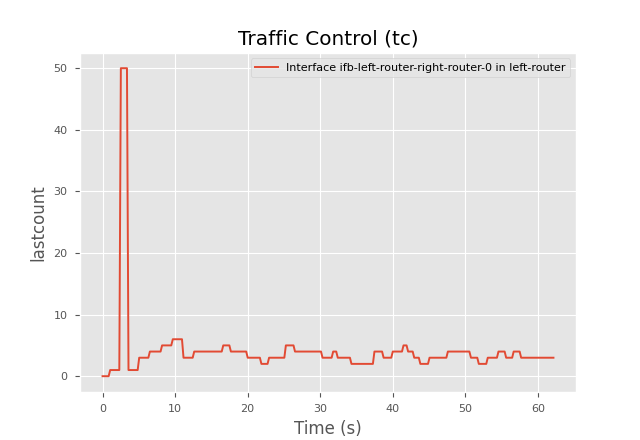 Traffic Control (tc)
Interface ifb-left-router-right-router-0 in left-router
50
40
30
20
10
0
lastcount
0 10 20 30 40 50 60
Time (s)